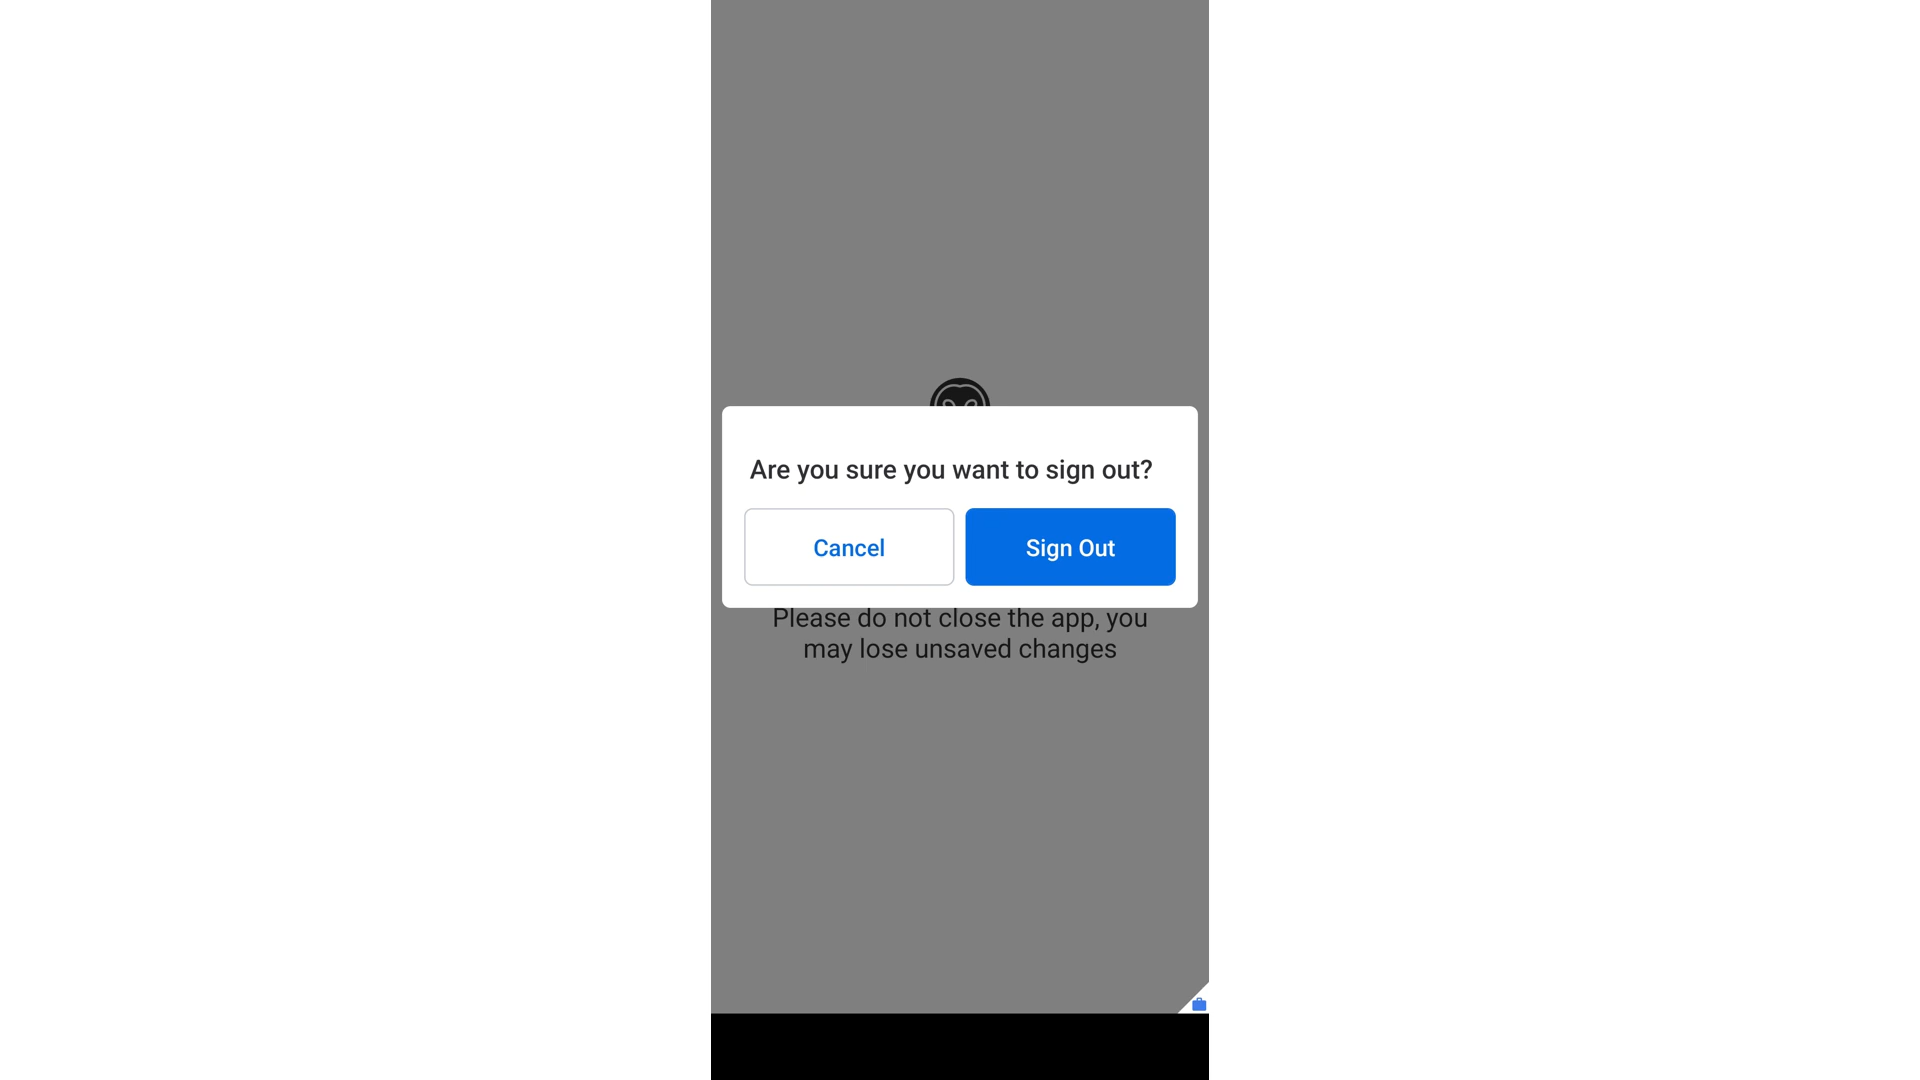 Are you sure you want to sign out?
Cancel
Sign Out
Please do not close the app, you
may lose unsaved changes